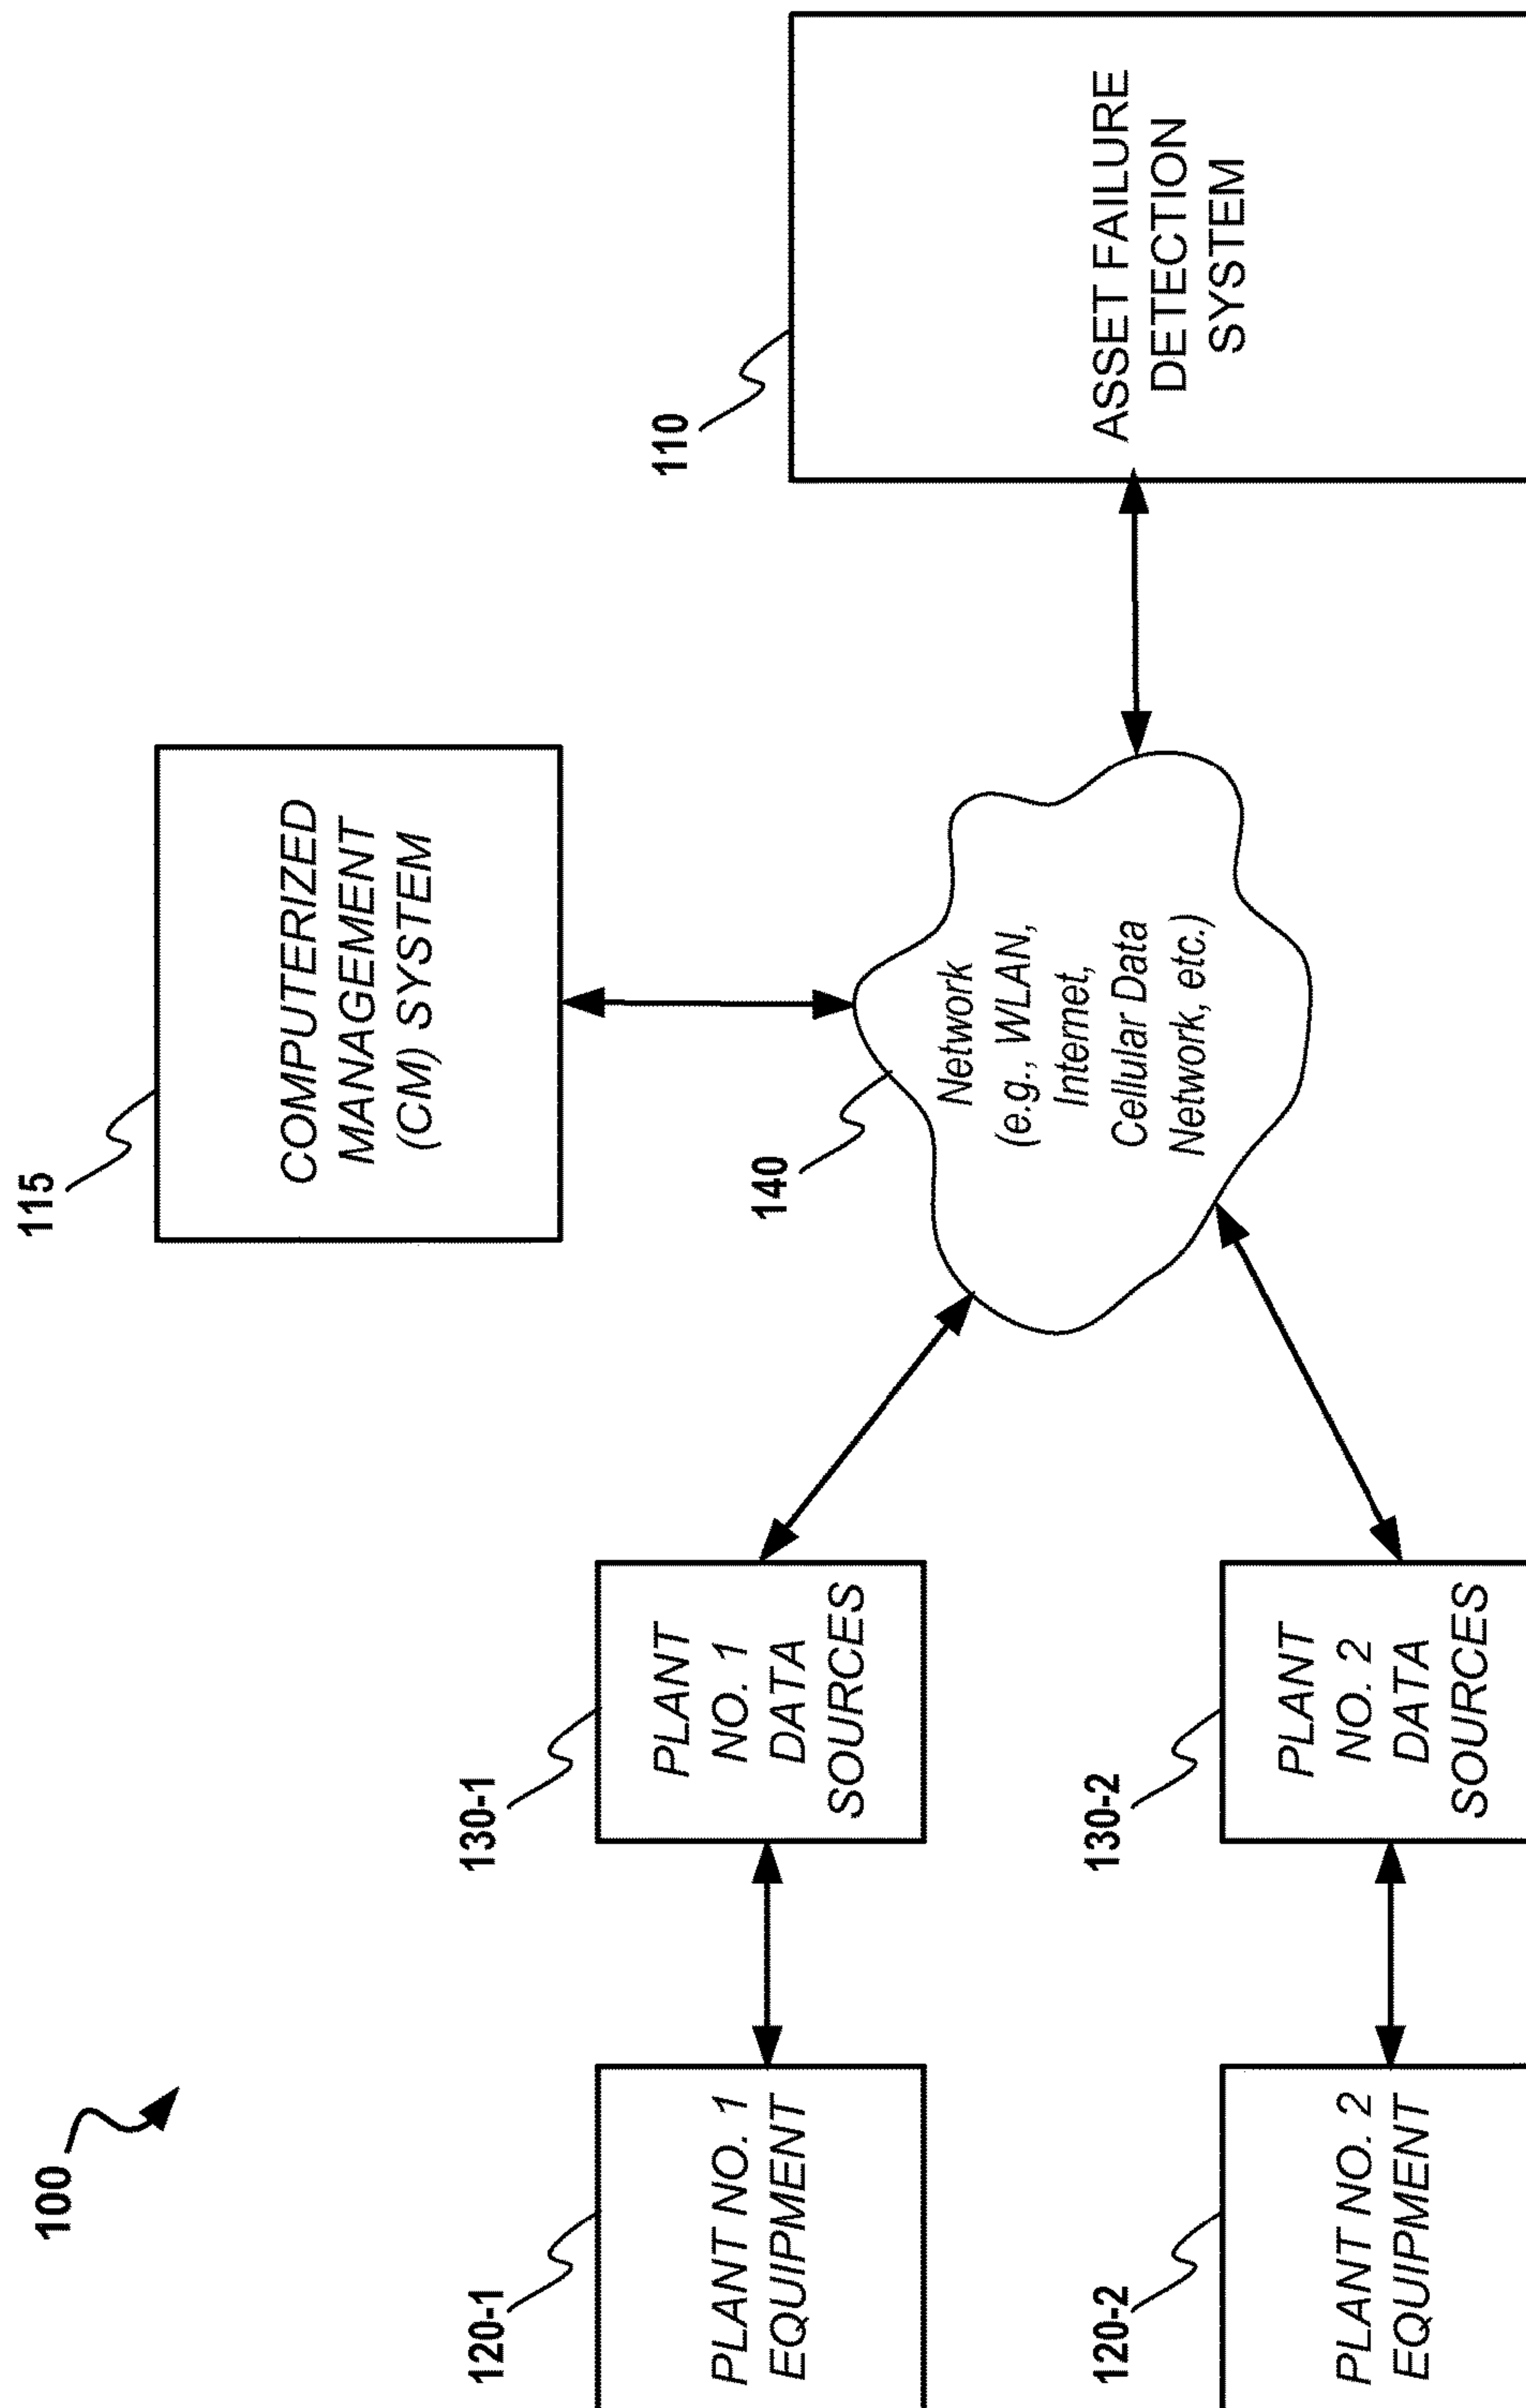 100
115
COMPUTERIZED
MANAGEMENT
(CM) SYSTEM
120-1
PLANT NO. 1
EQUIPMENT
130-1
PLANT
NO. 1
DATA
SOURCES
140
Network
(e.g., WLAN,
Internet,
Cellular Data
Network, etc.)
110
ASSET FAILURE
DETECTION
SYSTEM
120-2
PLANT NO. 2
EQUIPMENT
130-2
PLANT
NO. 2
DATA
SOURCES